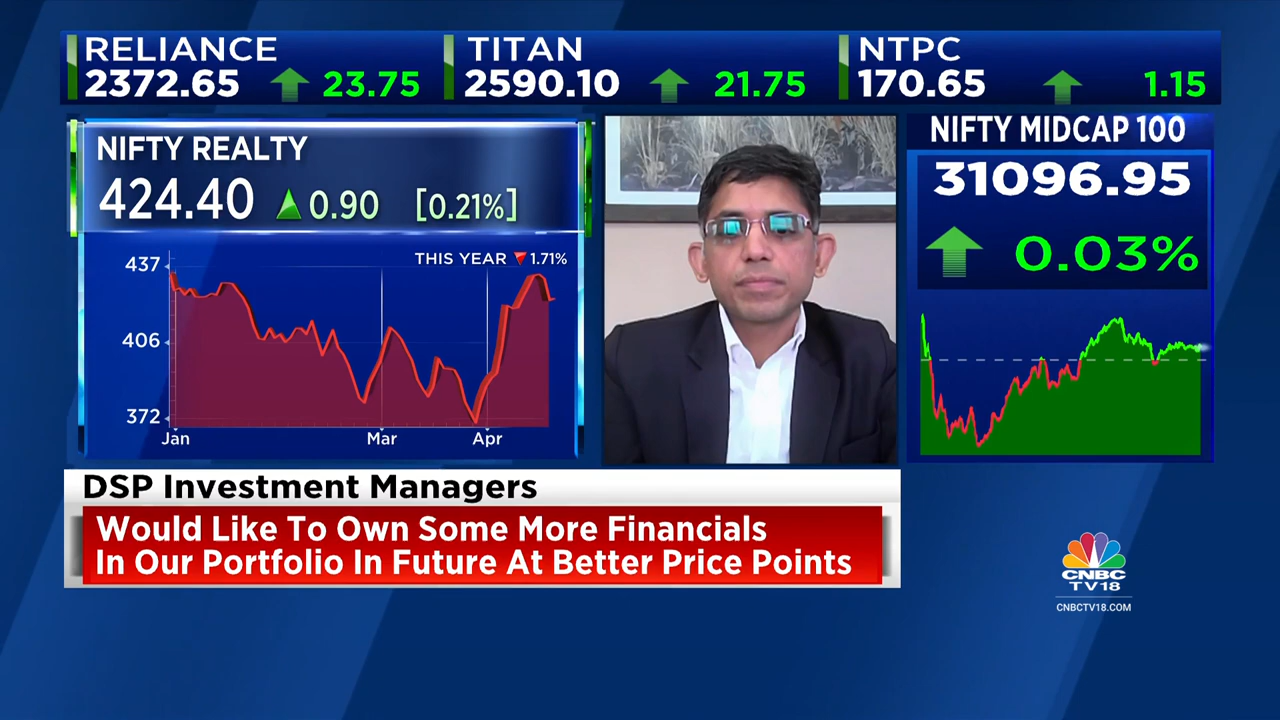 RELIANCE
2372.65 23.75
TITAN
2590.10 21.75
NTPC
170.65 1.15
NIFTY REALTY
424.40 0.90 [0.21%]
THIS YEAR 1.71%
437
406
372
Jan Mar Apr
NIFTY MIDCAP 100
31096.95
0.03%
DSP Investment Managers
Would Like To Own Some More Financials
In Our Portfolio In Future At Better Price Points
CNBC
TV18
CNBCTV18.COM